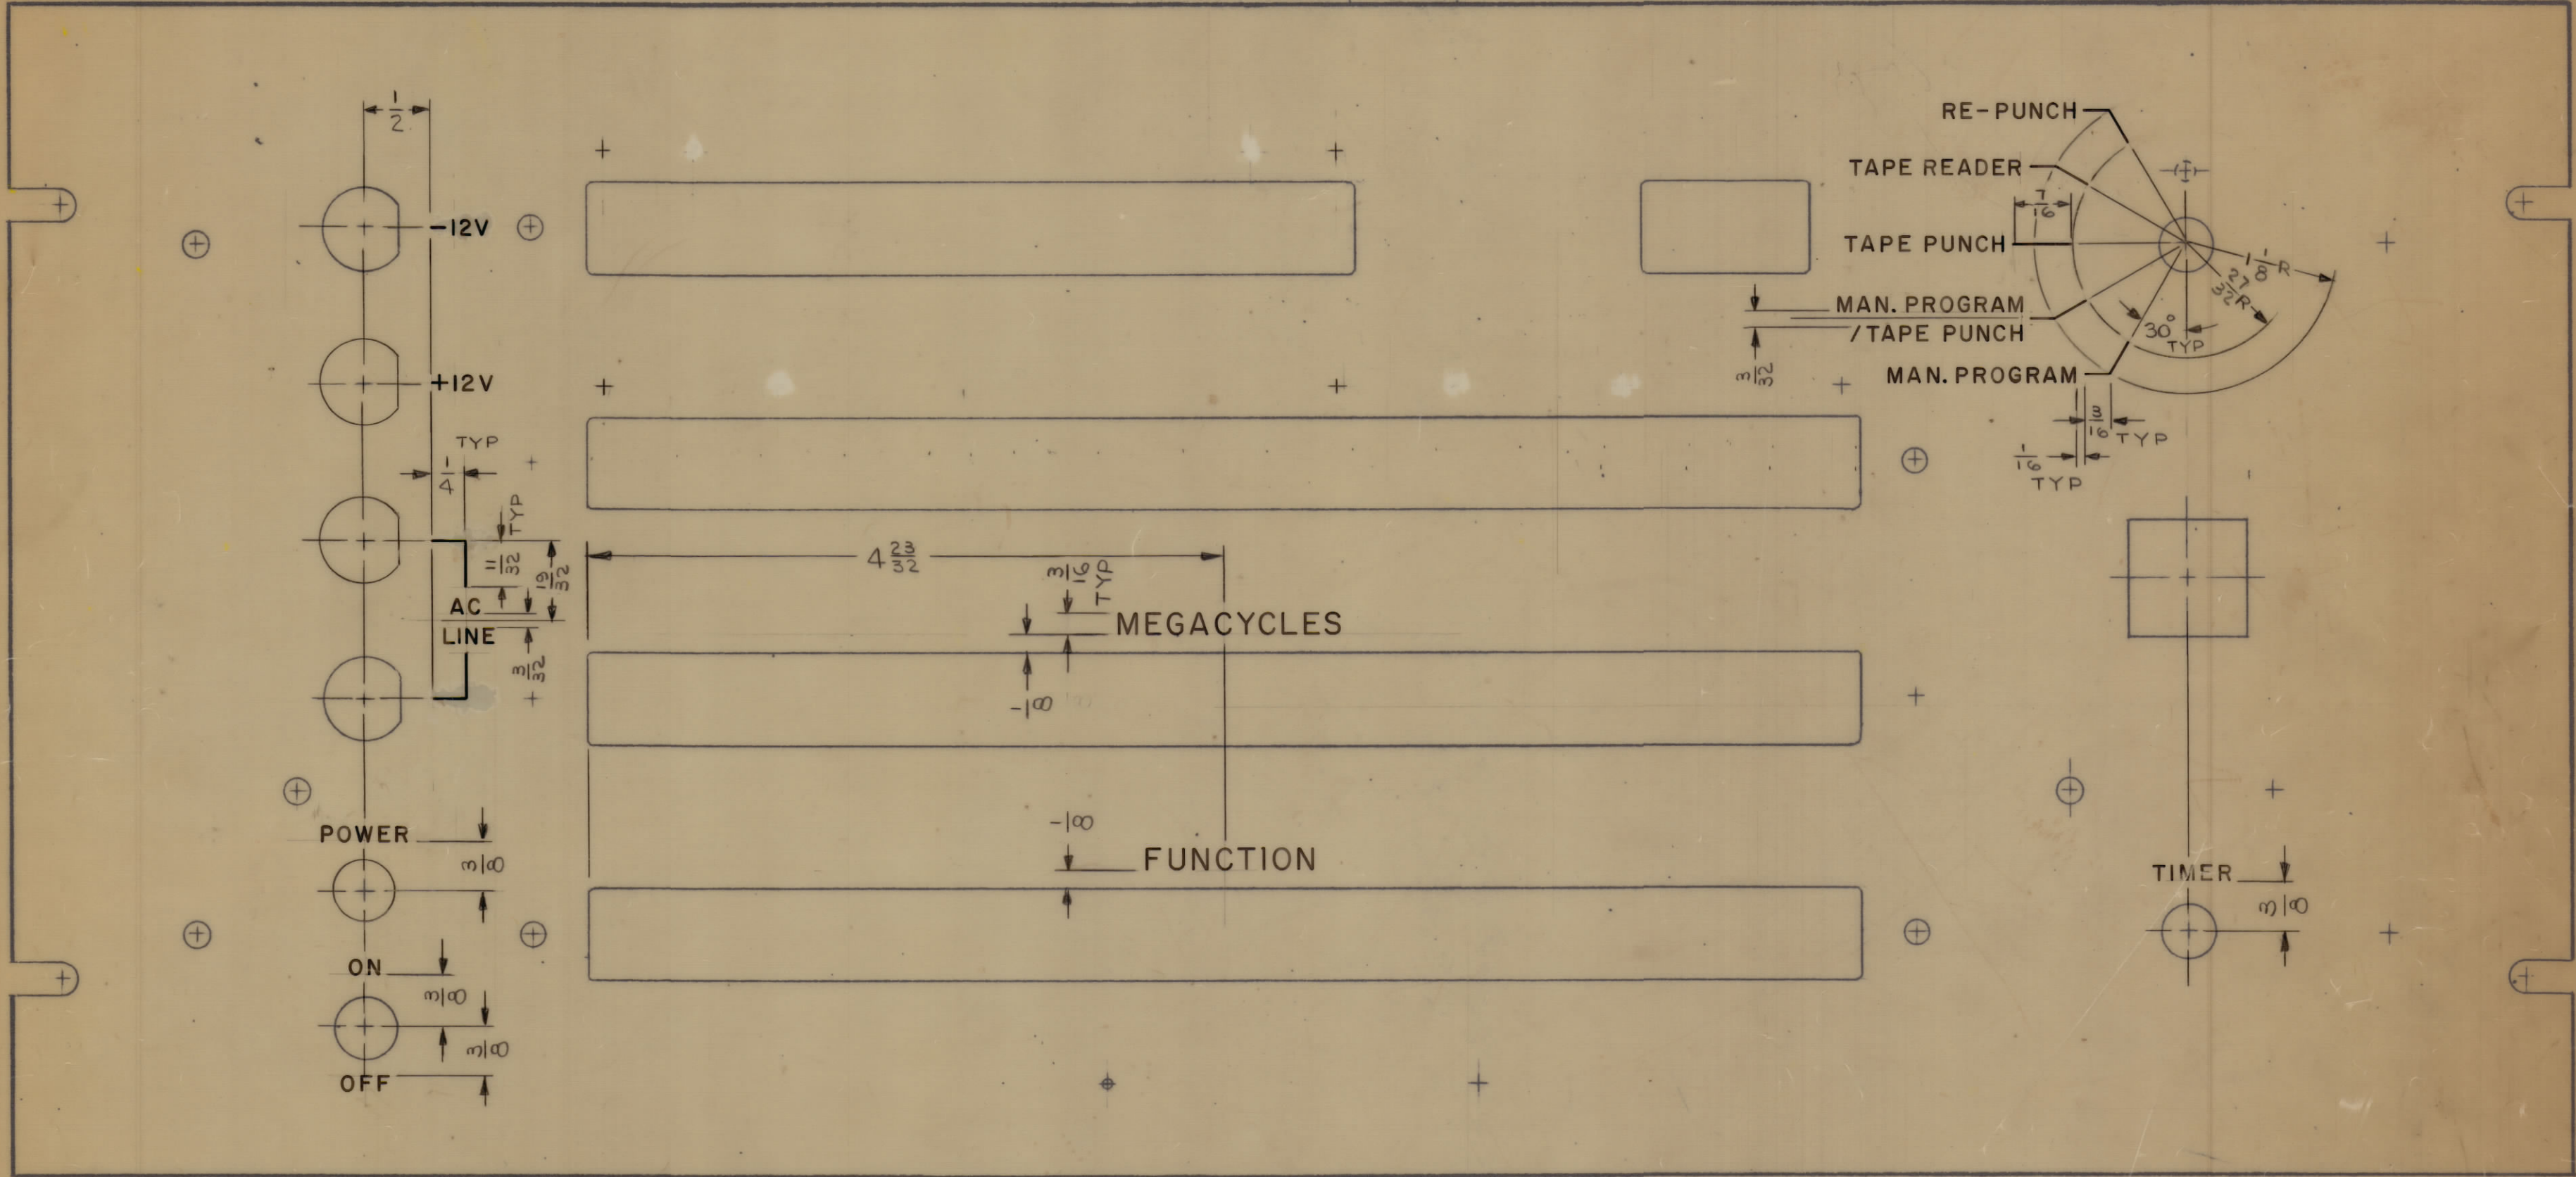 1/2
-12V
+12V
TYP
1/4
TYP
11/32
19/32
AC
LINE
3/32
POWER
3/8
ON
3/8
3/8
OFF
4 23/32
3/16
TYP
MEGACYCLES
1/8
1/8
FUNCTION
RE-PUNCH
TAPE READER
7/16
TAPE PUNCH
1 1/8 R
27/32 R
MAN. PROGRAM
/TAPE PUNCH
30°
TYP
3/32
MAN. PROGRAM
3/16
TYP
1/16
TYP
TIMER
3/8